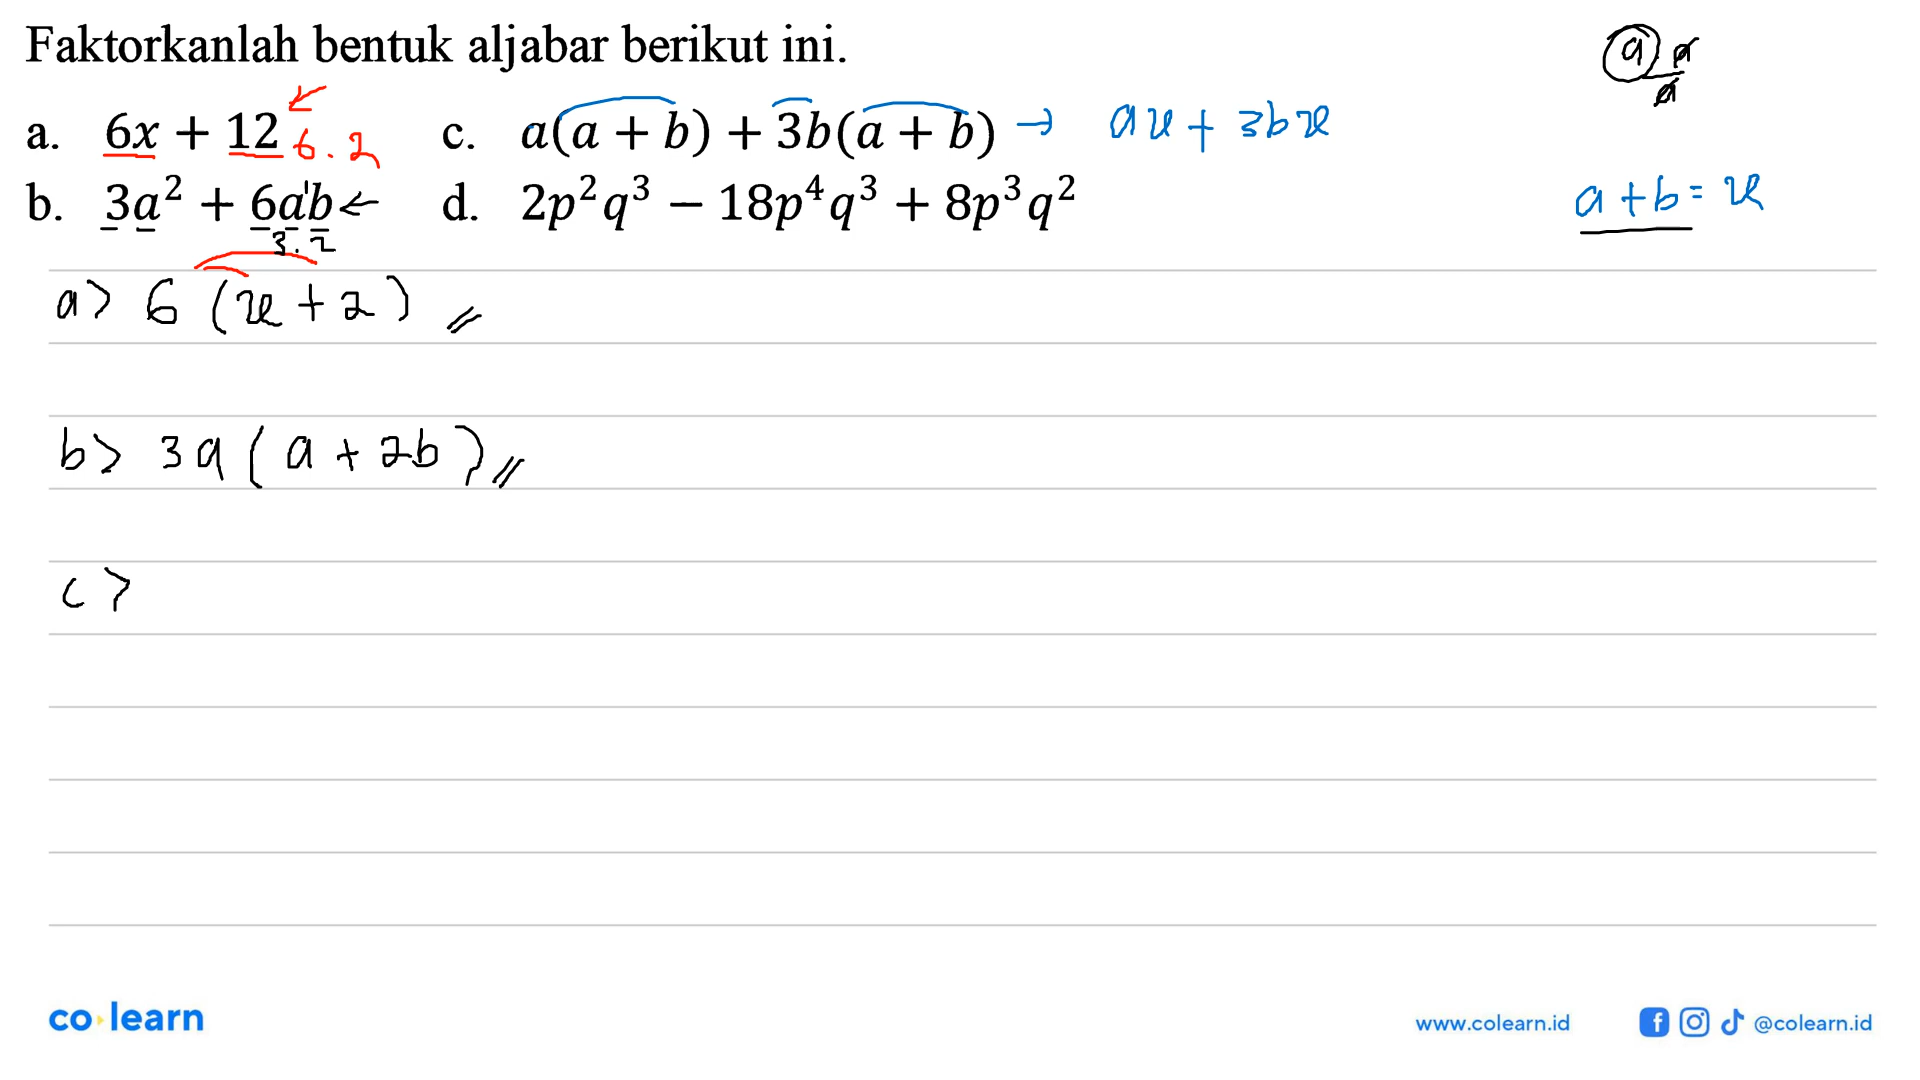 Faktorkanlah bentuk aljabar berikut ini.
a a/a
a. 6x + 12 6.2 c. a(a + b) + 3b(a + b) → ax + 3bx
b. 3a² + 6a¹b ← d. 2p²q³ − 18p⁴q³ + 8p³q² a+b = x
3.2
a> 6 (x + 2) //
b> 3a (a + 2b) //
c>
co learn
www.colearn.id @colearn.id